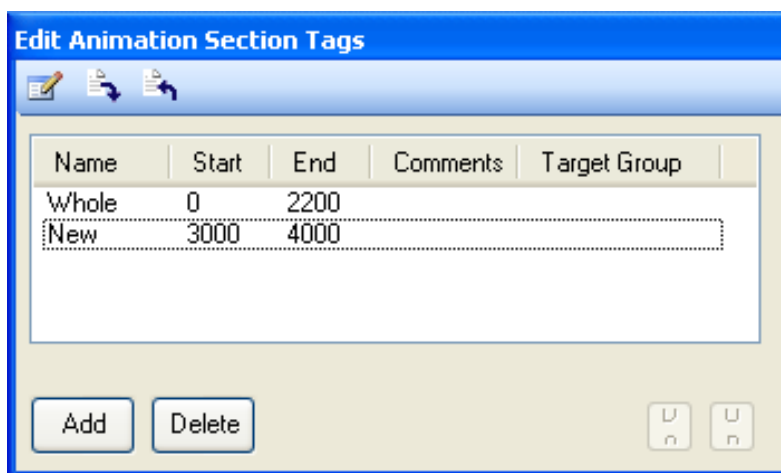 Edit Animation Section Tags
Name Start End Comments Target Group
Whole 0 2200
New 3000 4000
Add Delete